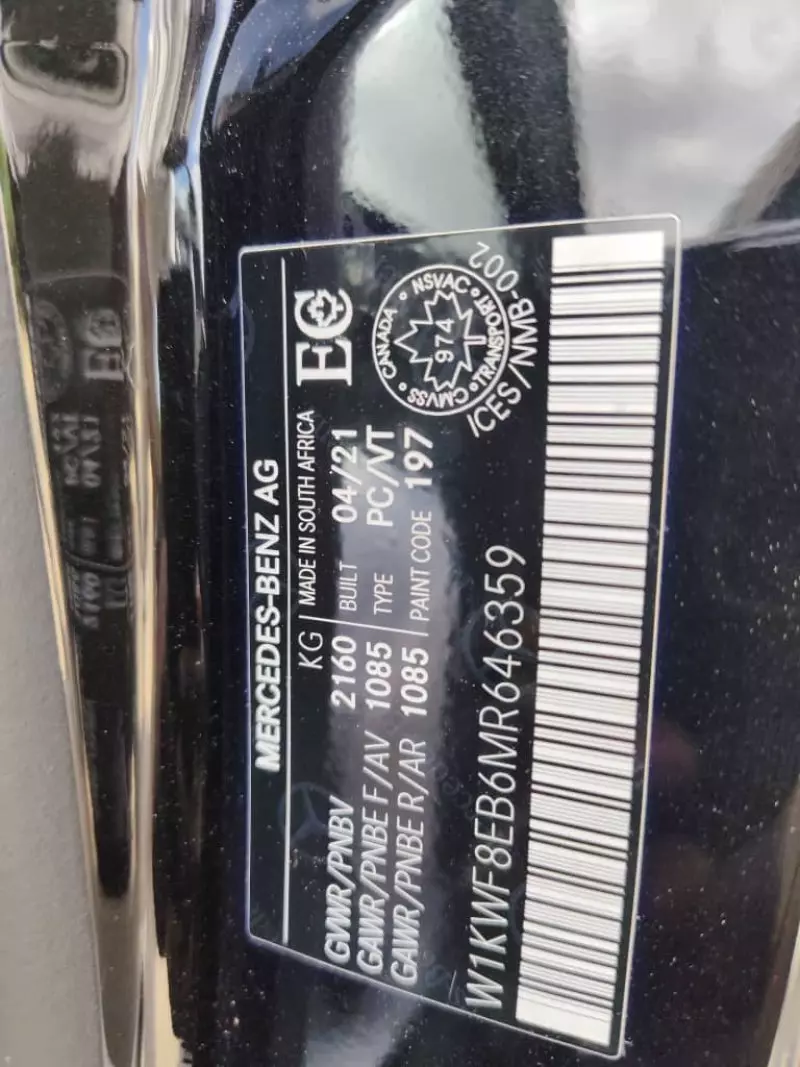 MERCEDES-BENZ AG
KG MADE IN SOUTH AFRICA
GVWR/PNBV 2160 BUILT 04/21
GAWR/PNBE F/AV 1085 TYPE PC/VT
GAWR/PNBE R/AR 1085 PAINT CODE 197
EC
CANADA • NSVAC • TRANSPORT • CMVSS •
974
ICES/NMB-002
W1KWF8EB6MR646359